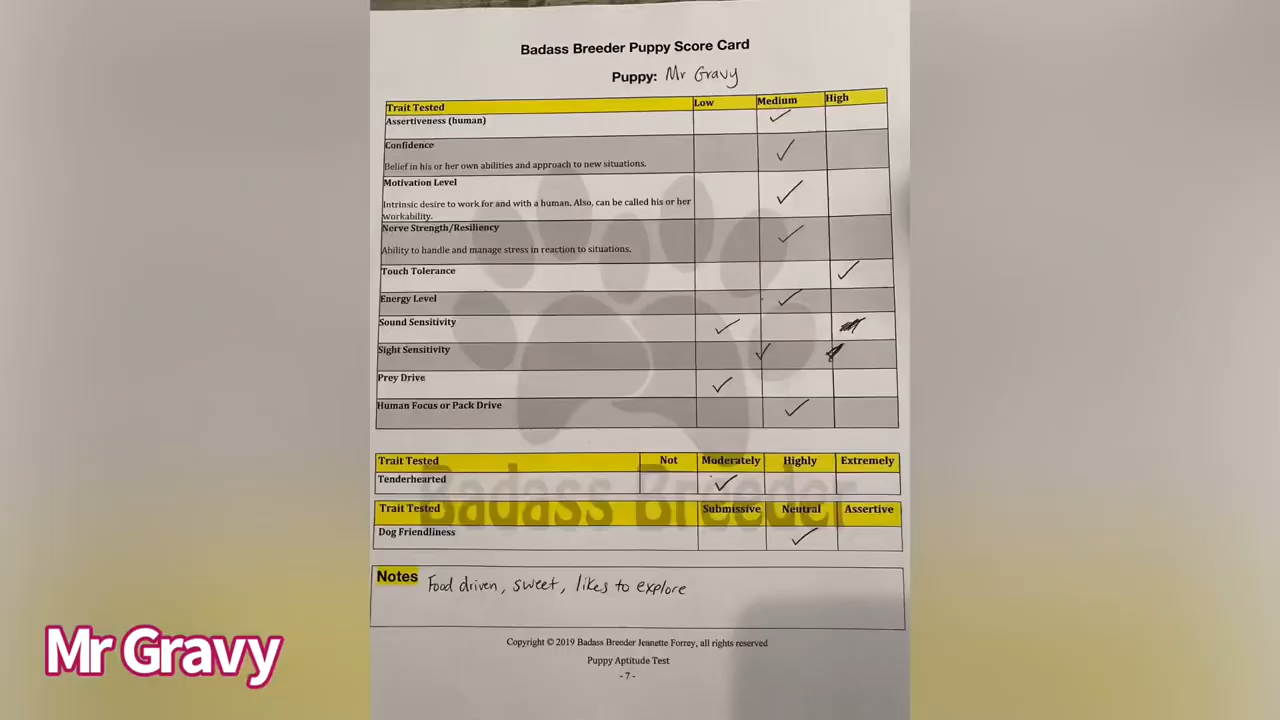 Badass Breeder Puppy Score Card
Puppy: Mr Gravy
Trait Tested Low Medium High
Assertiveness (human) ✓
Confidence ✓
Belief in his or her own abilities and approach to new situations.
Motivation Level ✓
Intrinsic desire to work for and with a human. Also, can be called his or her
workability.
Nerve Strength/Resiliency ✓
Ability to handle and manage stress in reaction to situations.
Touch Tolerance ✓
Energy Level ✓
Sound Sensitivity ✓
Sight Sensitivity ✓
Prey Drive ✓
Human Focus or Pack Drive ✓
Trait Tested Not Moderately Highly Extremely
Tenderhearted ✓
Badass Breeder
Trait Tested Submissive Neutral Assertive
Dog Friendliness ✓
Notes Food driven, sweet, likes to explore
Copyright © 2019 Badass Breeder Jeanette Forrey, all rights reserved
Puppy Aptitude Test
- 7 -
Mr Gravy